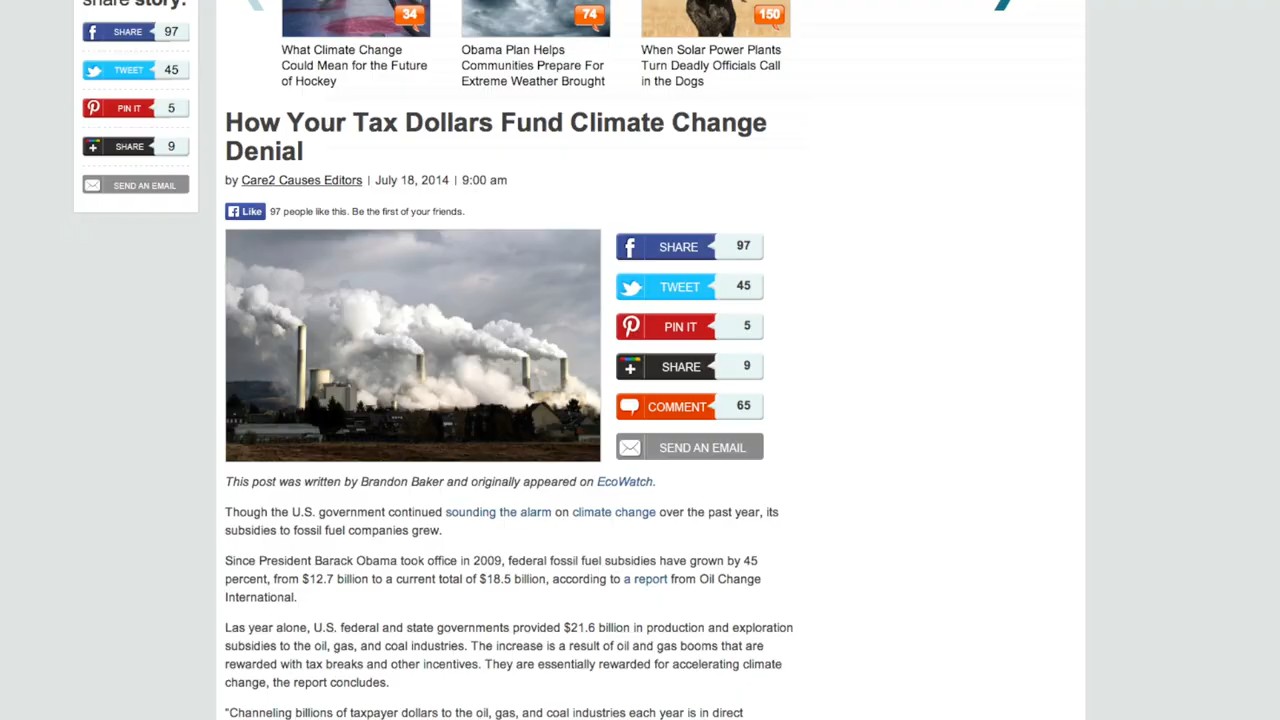 share story:
SHARE 97
TWEET 45
PIN IT 5
SHARE 9
SEND AN EMAIL
34
What Climate Change
Could Mean for the Future
of Hockey
74
Obama Plan Helps
Communities Prepare For
Extreme Weather Brought
150
When Solar Power Plants
Turn Deadly Officials Call
in the Dogs
How Your Tax Dollars Fund Climate Change
Denial
by Care2 Causes Editors | July 18, 2014 | 9:00 am
Like 97 people like this. Be the first of your friends.
SHARE 97
TWEET 45
PIN IT 5
SHARE 9
COMMENT 65
SEND AN EMAIL
This post was written by Brandon Baker and originally appeared on EcoWatch.
Though the U.S. government continued sounding the alarm on climate change over the past year, its
subsidies to fossil fuel companies grew.
Since President Barack Obama took office in 2009, federal fossil fuel subsidies have grown by 45
percent, from $12.7 billion to a current total of $18.5 billion, according to a report from Oil Change
International.
Las year alone, U.S. federal and state governments provided $21.6 billion in production and exploration
subsidies to the oil, gas, and coal industries. The increase is a result of oil and gas booms that are
rewarded with tax breaks and other incentives. They are essentially rewarded for accelerating climate
change, the report concludes.
"Channeling billions of taxpayer dollars to the oil, gas, and coal industries each year is in direct